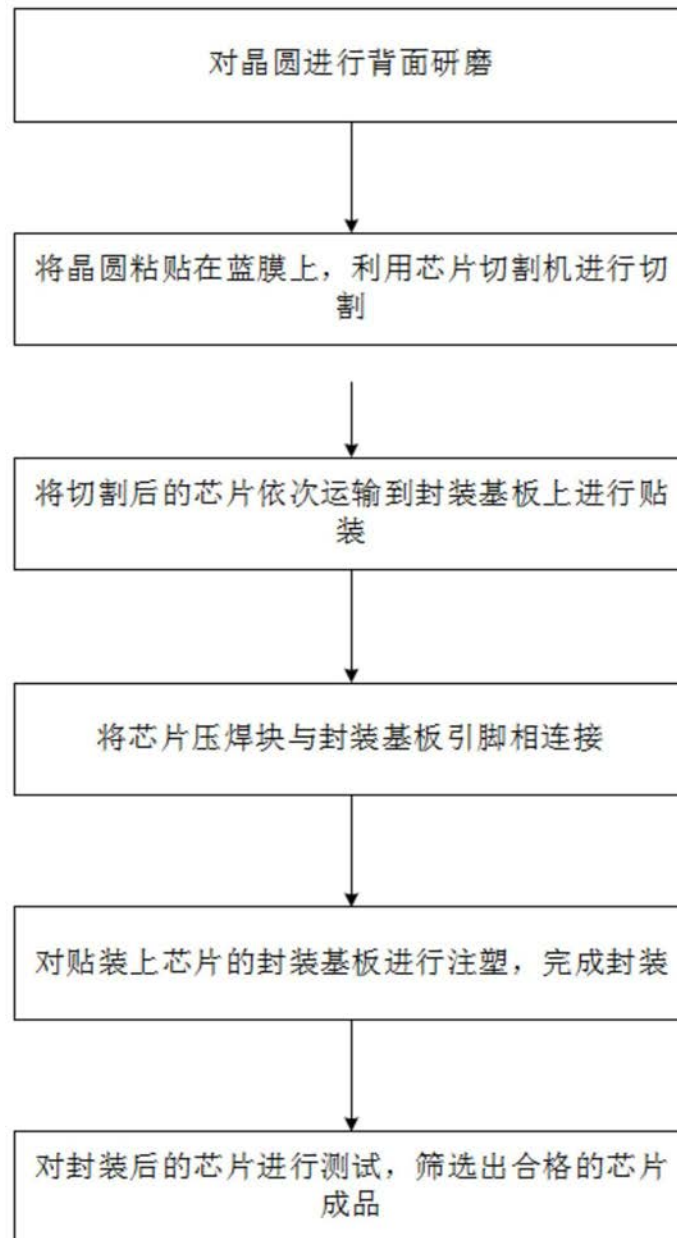 对晶圆进行背面研磨
将晶圆粘贴在蓝膜上，利用芯片切割机进行切
割
将切割后的芯片依次运输到封装基板上进行贴
装
将芯片压焊块与封装基板引脚相连接
对贴装上芯片的封装基板进行注塑，完成封装
对封装后的芯片进行测试，筛选出合格的芯片
成品